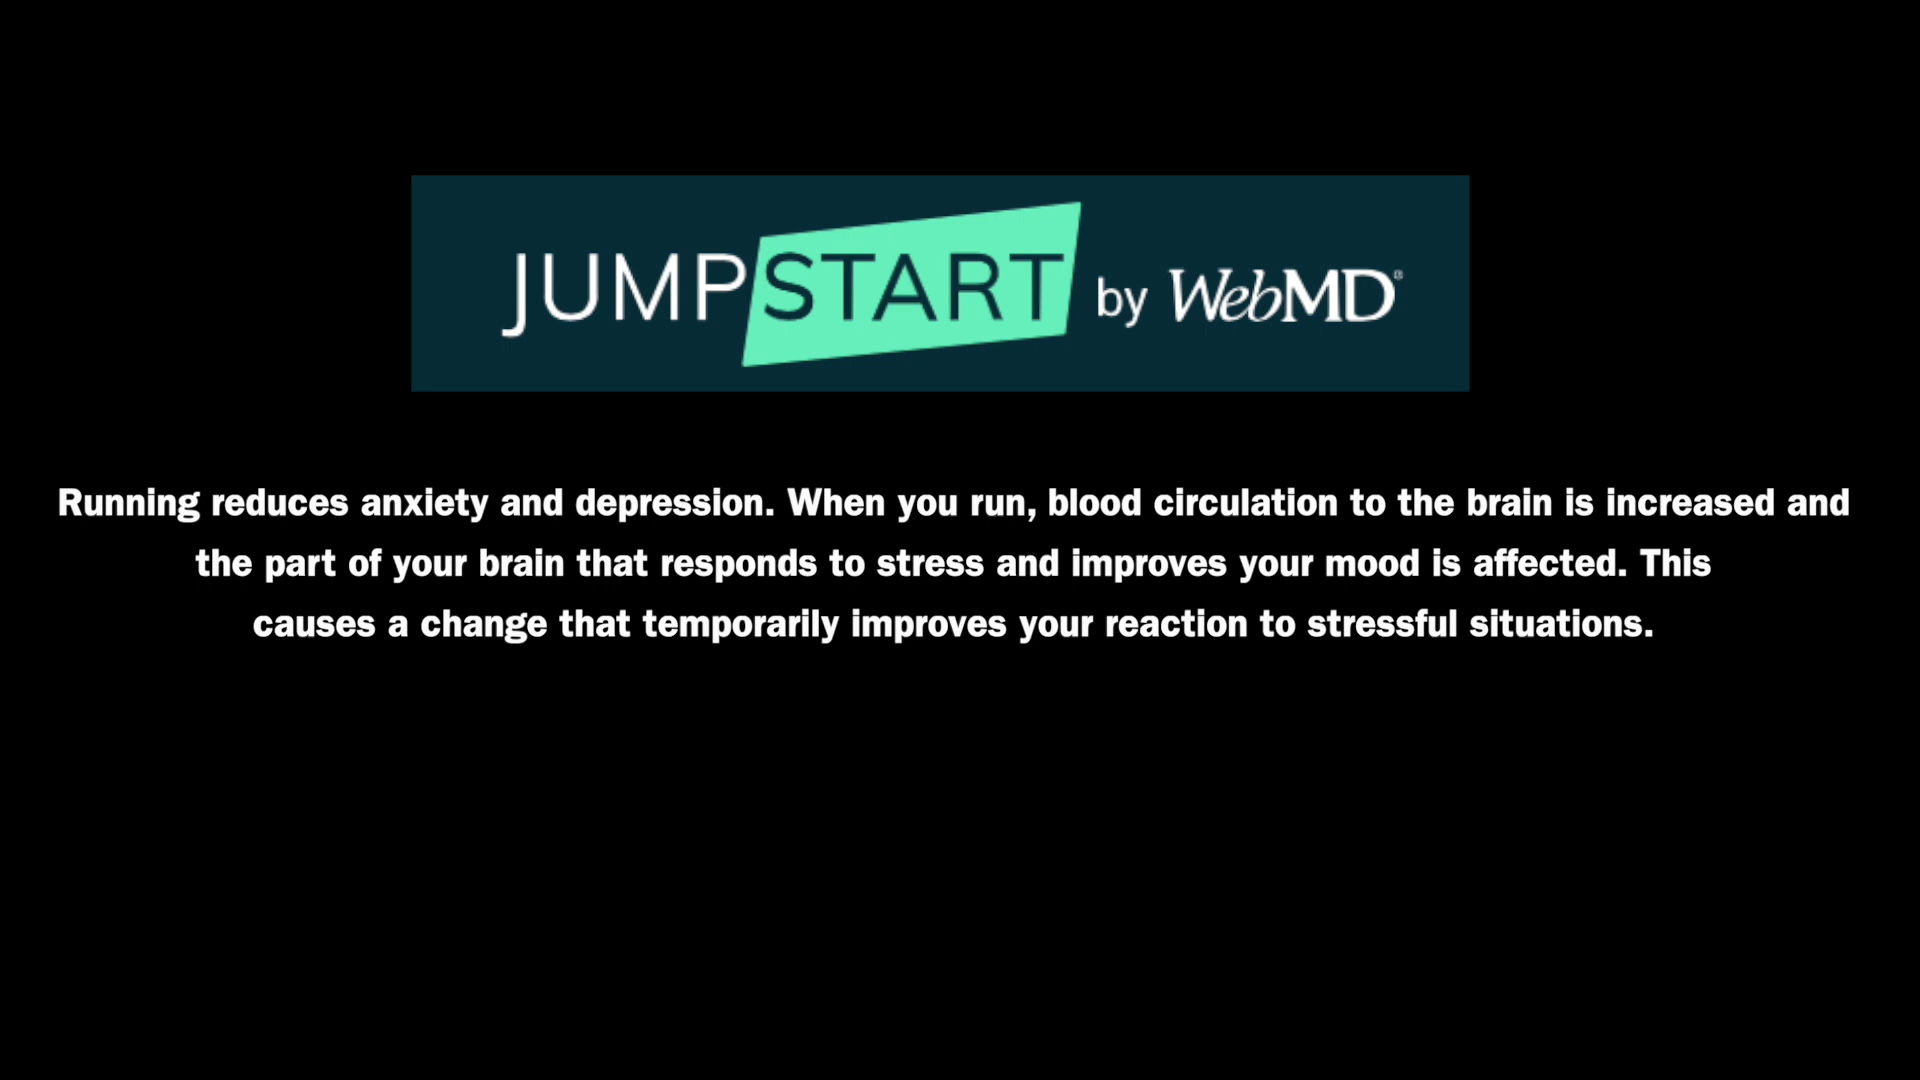 JUMPSTART by WebMD®
Running reduces anxiety and depression. When you run, blood circulation to the brain is increased and
the part of your brain that responds to stress and improves your mood is affected. This
causes a change that temporarily improves your reaction to stressful situations.